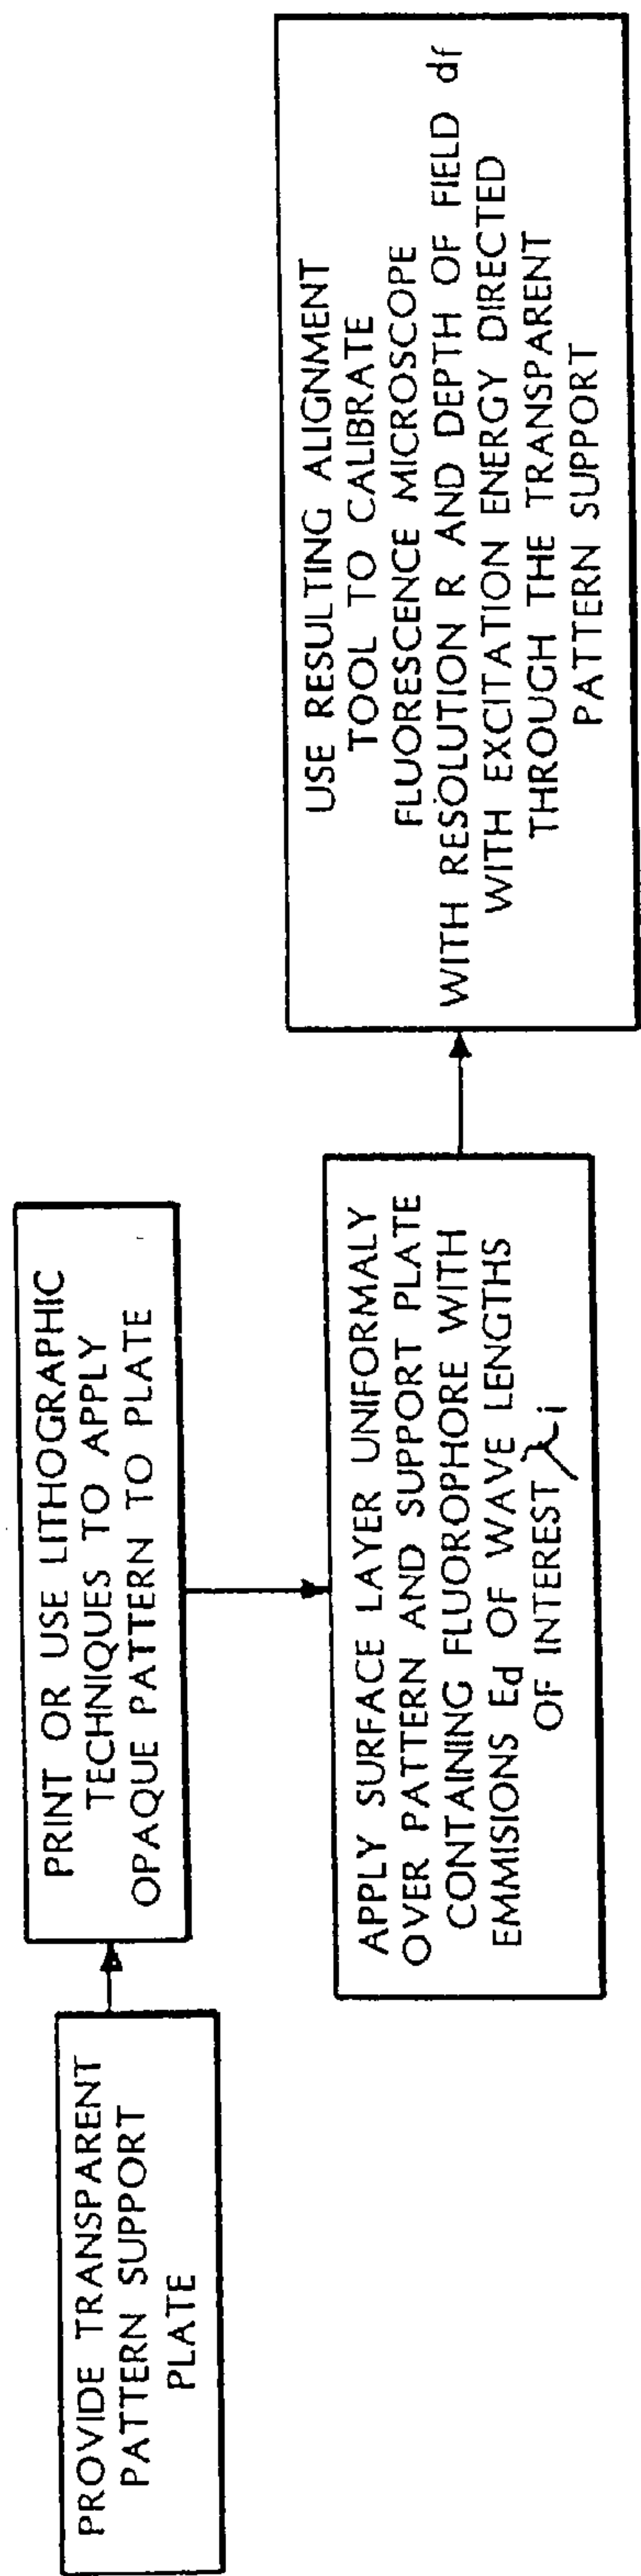 PROVIDE TRANSPARENT
PATTERN SUPPORT
PLATE
PRINT OR USE LITHOGRAPHIC
TECHNIQUES TO APPLY
OPAQUE PATTERN TO PLATE
APPLY SURFACE LAYER UNIFORMALY
OVER PATTERN AND SUPPORT PLATE
CONTAINING FLUOROPHORE WITH
EMMISIONS Ed OF WAVE LENGTHS
OF INTEREST λi
USE RESULTING ALIGNMENT
TOOL TO CALIBRATE
FLUORESCENCE MICROSCOPE
WITH RESOLUTION R AND DEPTH OF FIELD df
WITH EXCITATION ENERGY DIRECTED
THROUGH THE TRANSPARENT
PATTERN SUPPORT